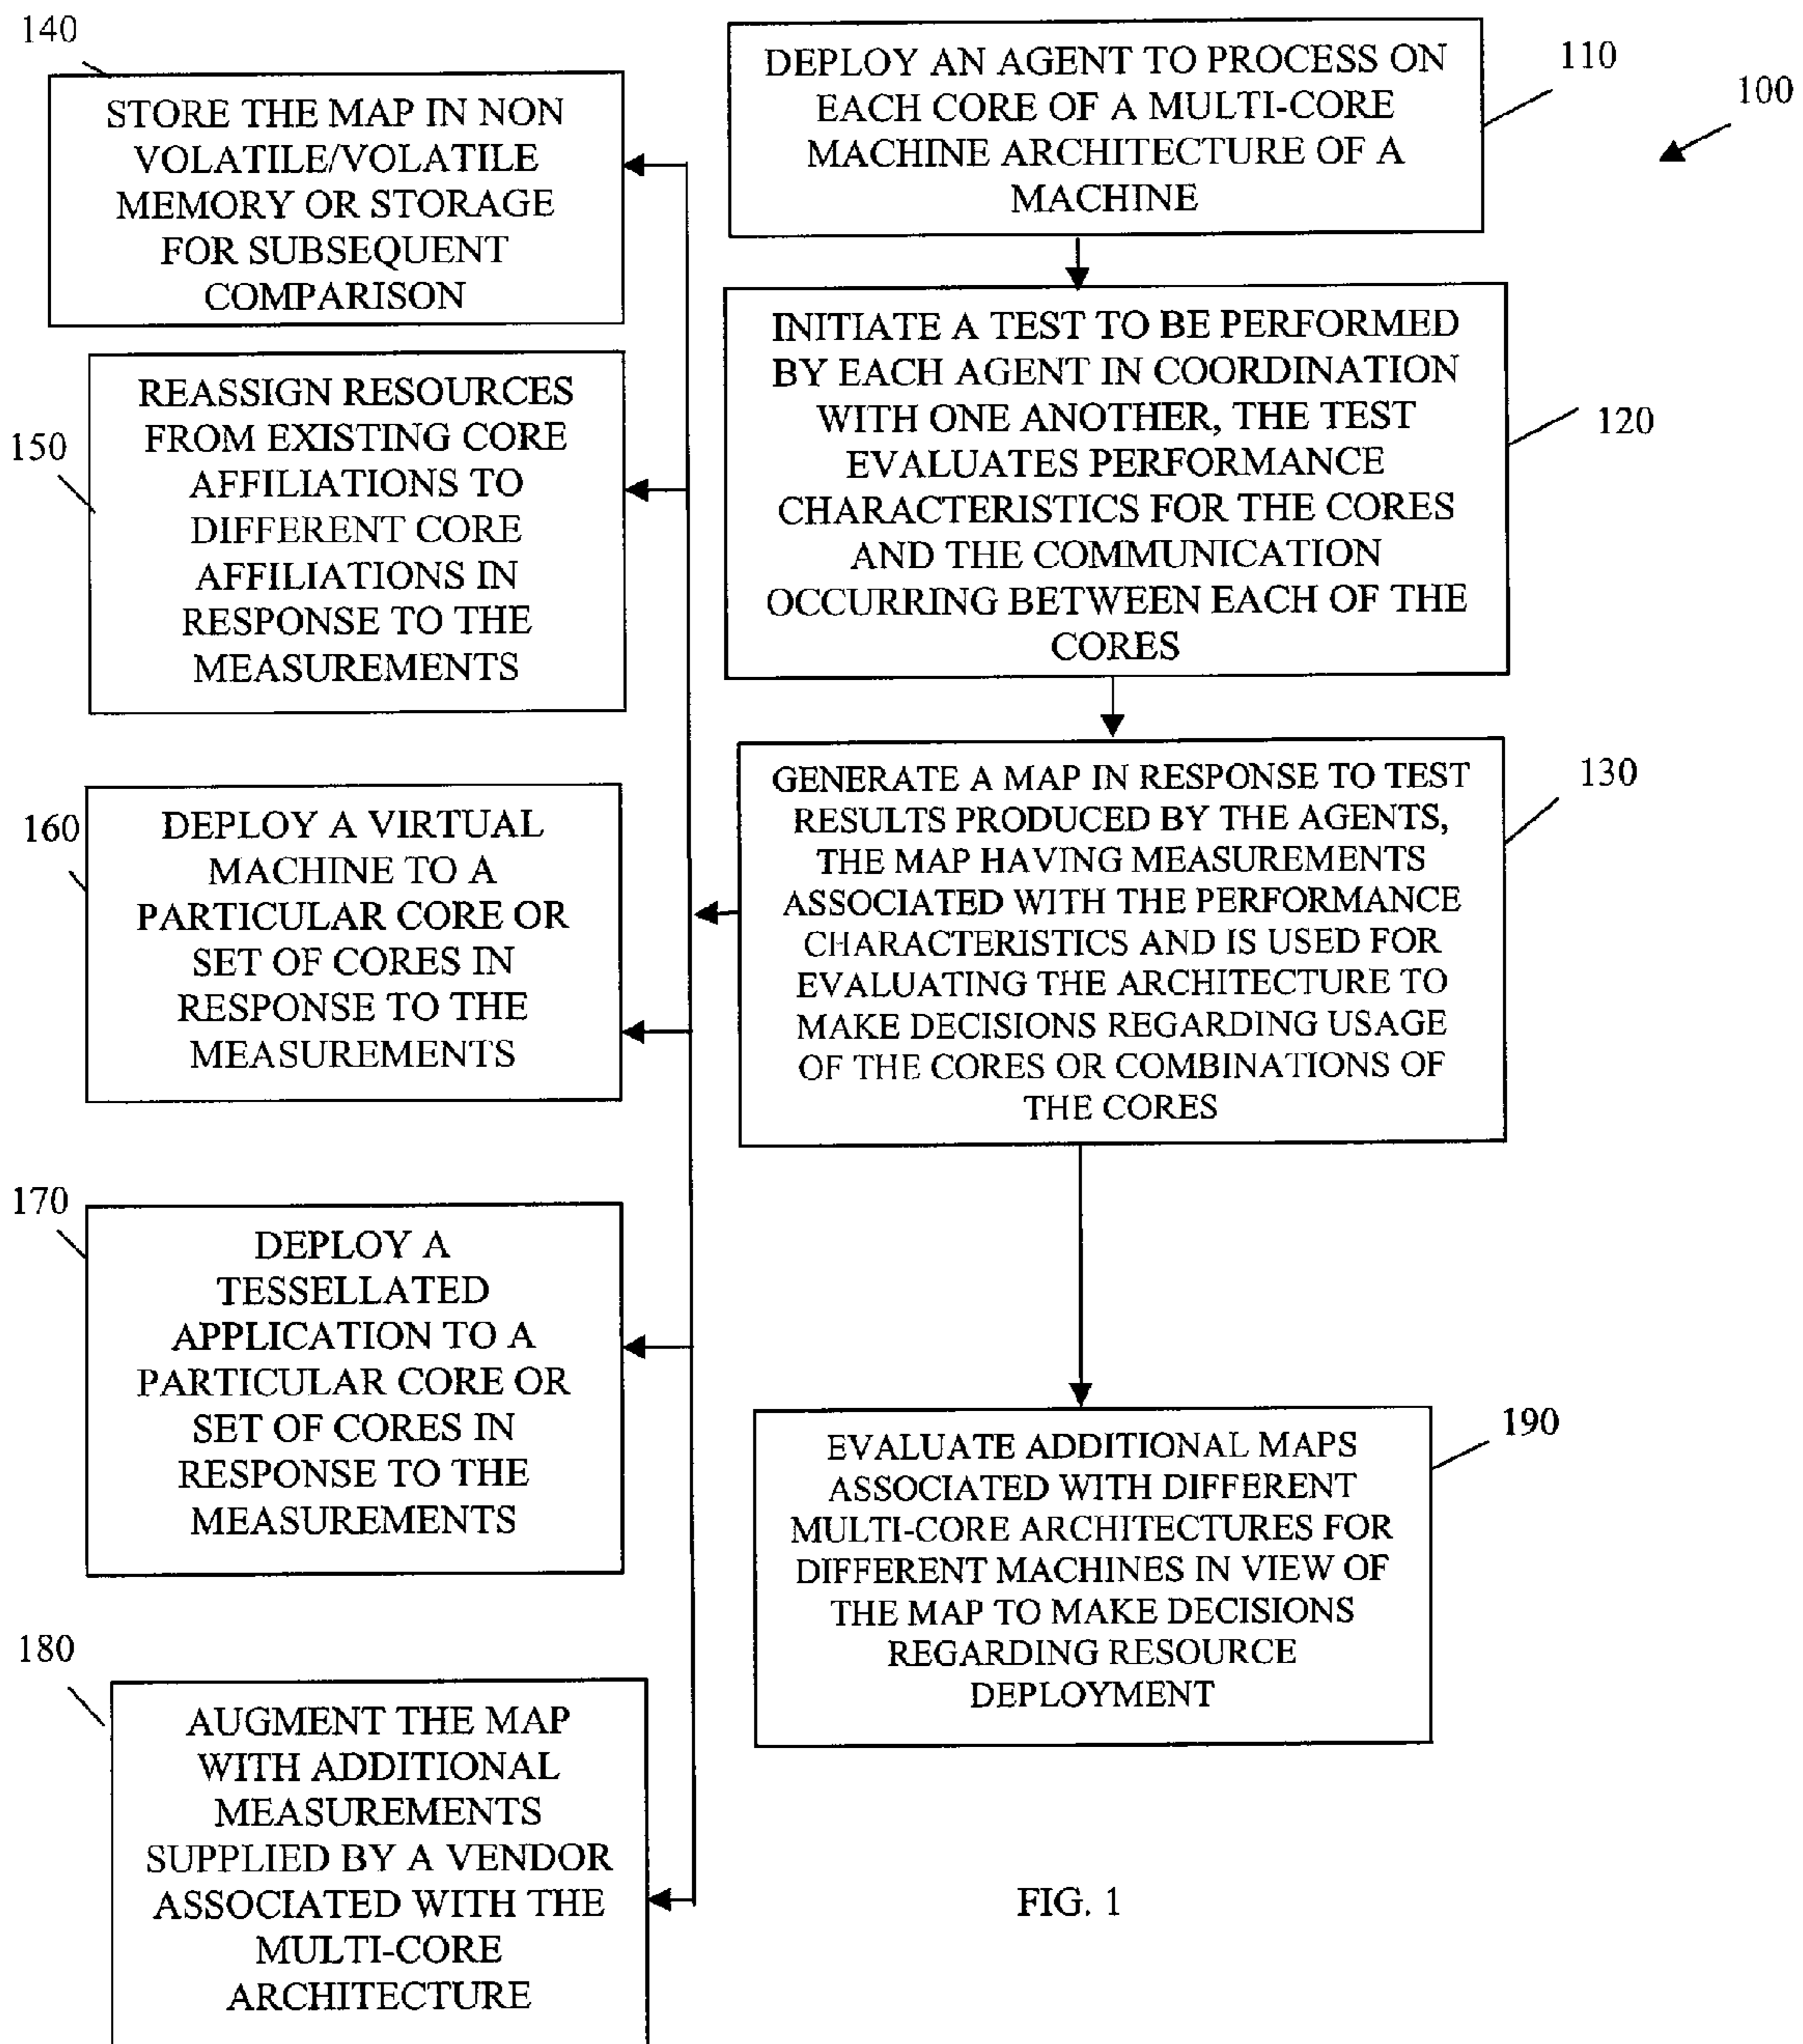 140
STORE THE MAP IN NON
VOLATILE/VOLATILE
MEMORY OR STORAGE
FOR SUBSEQUENT
COMPARISON
DEPLOY AN AGENT TO PROCESS ON
EACH CORE OF A MULTI-CORE
MACHINE ARCHITECTURE OF A
MACHINE
110
100
150
REASSIGN RESOURCES
FROM EXISTING CORE
AFFILIATIONS TO
DIFFERENT CORE
AFFILIATIONS IN
RESPONSE TO THE
MEASUREMENTS
INITIATE A TEST TO BE PERFORMED
BY EACH AGENT IN COORDINATION
WITH ONE ANOTHER, THE TEST
EVALUATES PERFORMANCE
CHARACTERISTICS FOR THE CORES
AND THE COMMUNICATION
OCCURRING BETWEEN EACH OF THE
CORES
120
160
DEPLOY A VIRTUAL
MACHINE TO A
PARTICULAR CORE OR
SET OF CORES IN
RESPONSE TO THE
MEASUREMENTS
GENERATE A MAP IN RESPONSE TO TEST
RESULTS PRODUCED BY THE AGENTS,
THE MAP HAVING MEASUREMENTS
ASSOCIATED WITH THE PERFORMANCE
CHARACTERISTICS AND IS USED FOR
EVALUATING THE ARCHITECTURE TO
MAKE DECISIONS REGARDING USAGE
OF THE CORES OR COMBINATIONS OF
THE CORES
130
170
DEPLOY A
TESSELLATED
APPLICATION TO A
PARTICULAR CORE OR
SET OF CORES IN
RESPONSE TO THE
MEASUREMENTS
EVALUATE ADDITIONAL MAPS
ASSOCIATED WITH DIFFERENT
MULTI-CORE ARCHITECTURES FOR
DIFFERENT MACHINES IN VIEW OF
THE MAP TO MAKE DECISIONS
REGARDING RESOURCE
DEPLOYMENT
190
180
AUGMENT THE MAP
WITH ADDITIONAL
MEASUREMENTS
SUPPLIED BY A VENDOR
ASSOCIATED WITH THE
MULTI-CORE
ARCHITECTURE
FIG. 1